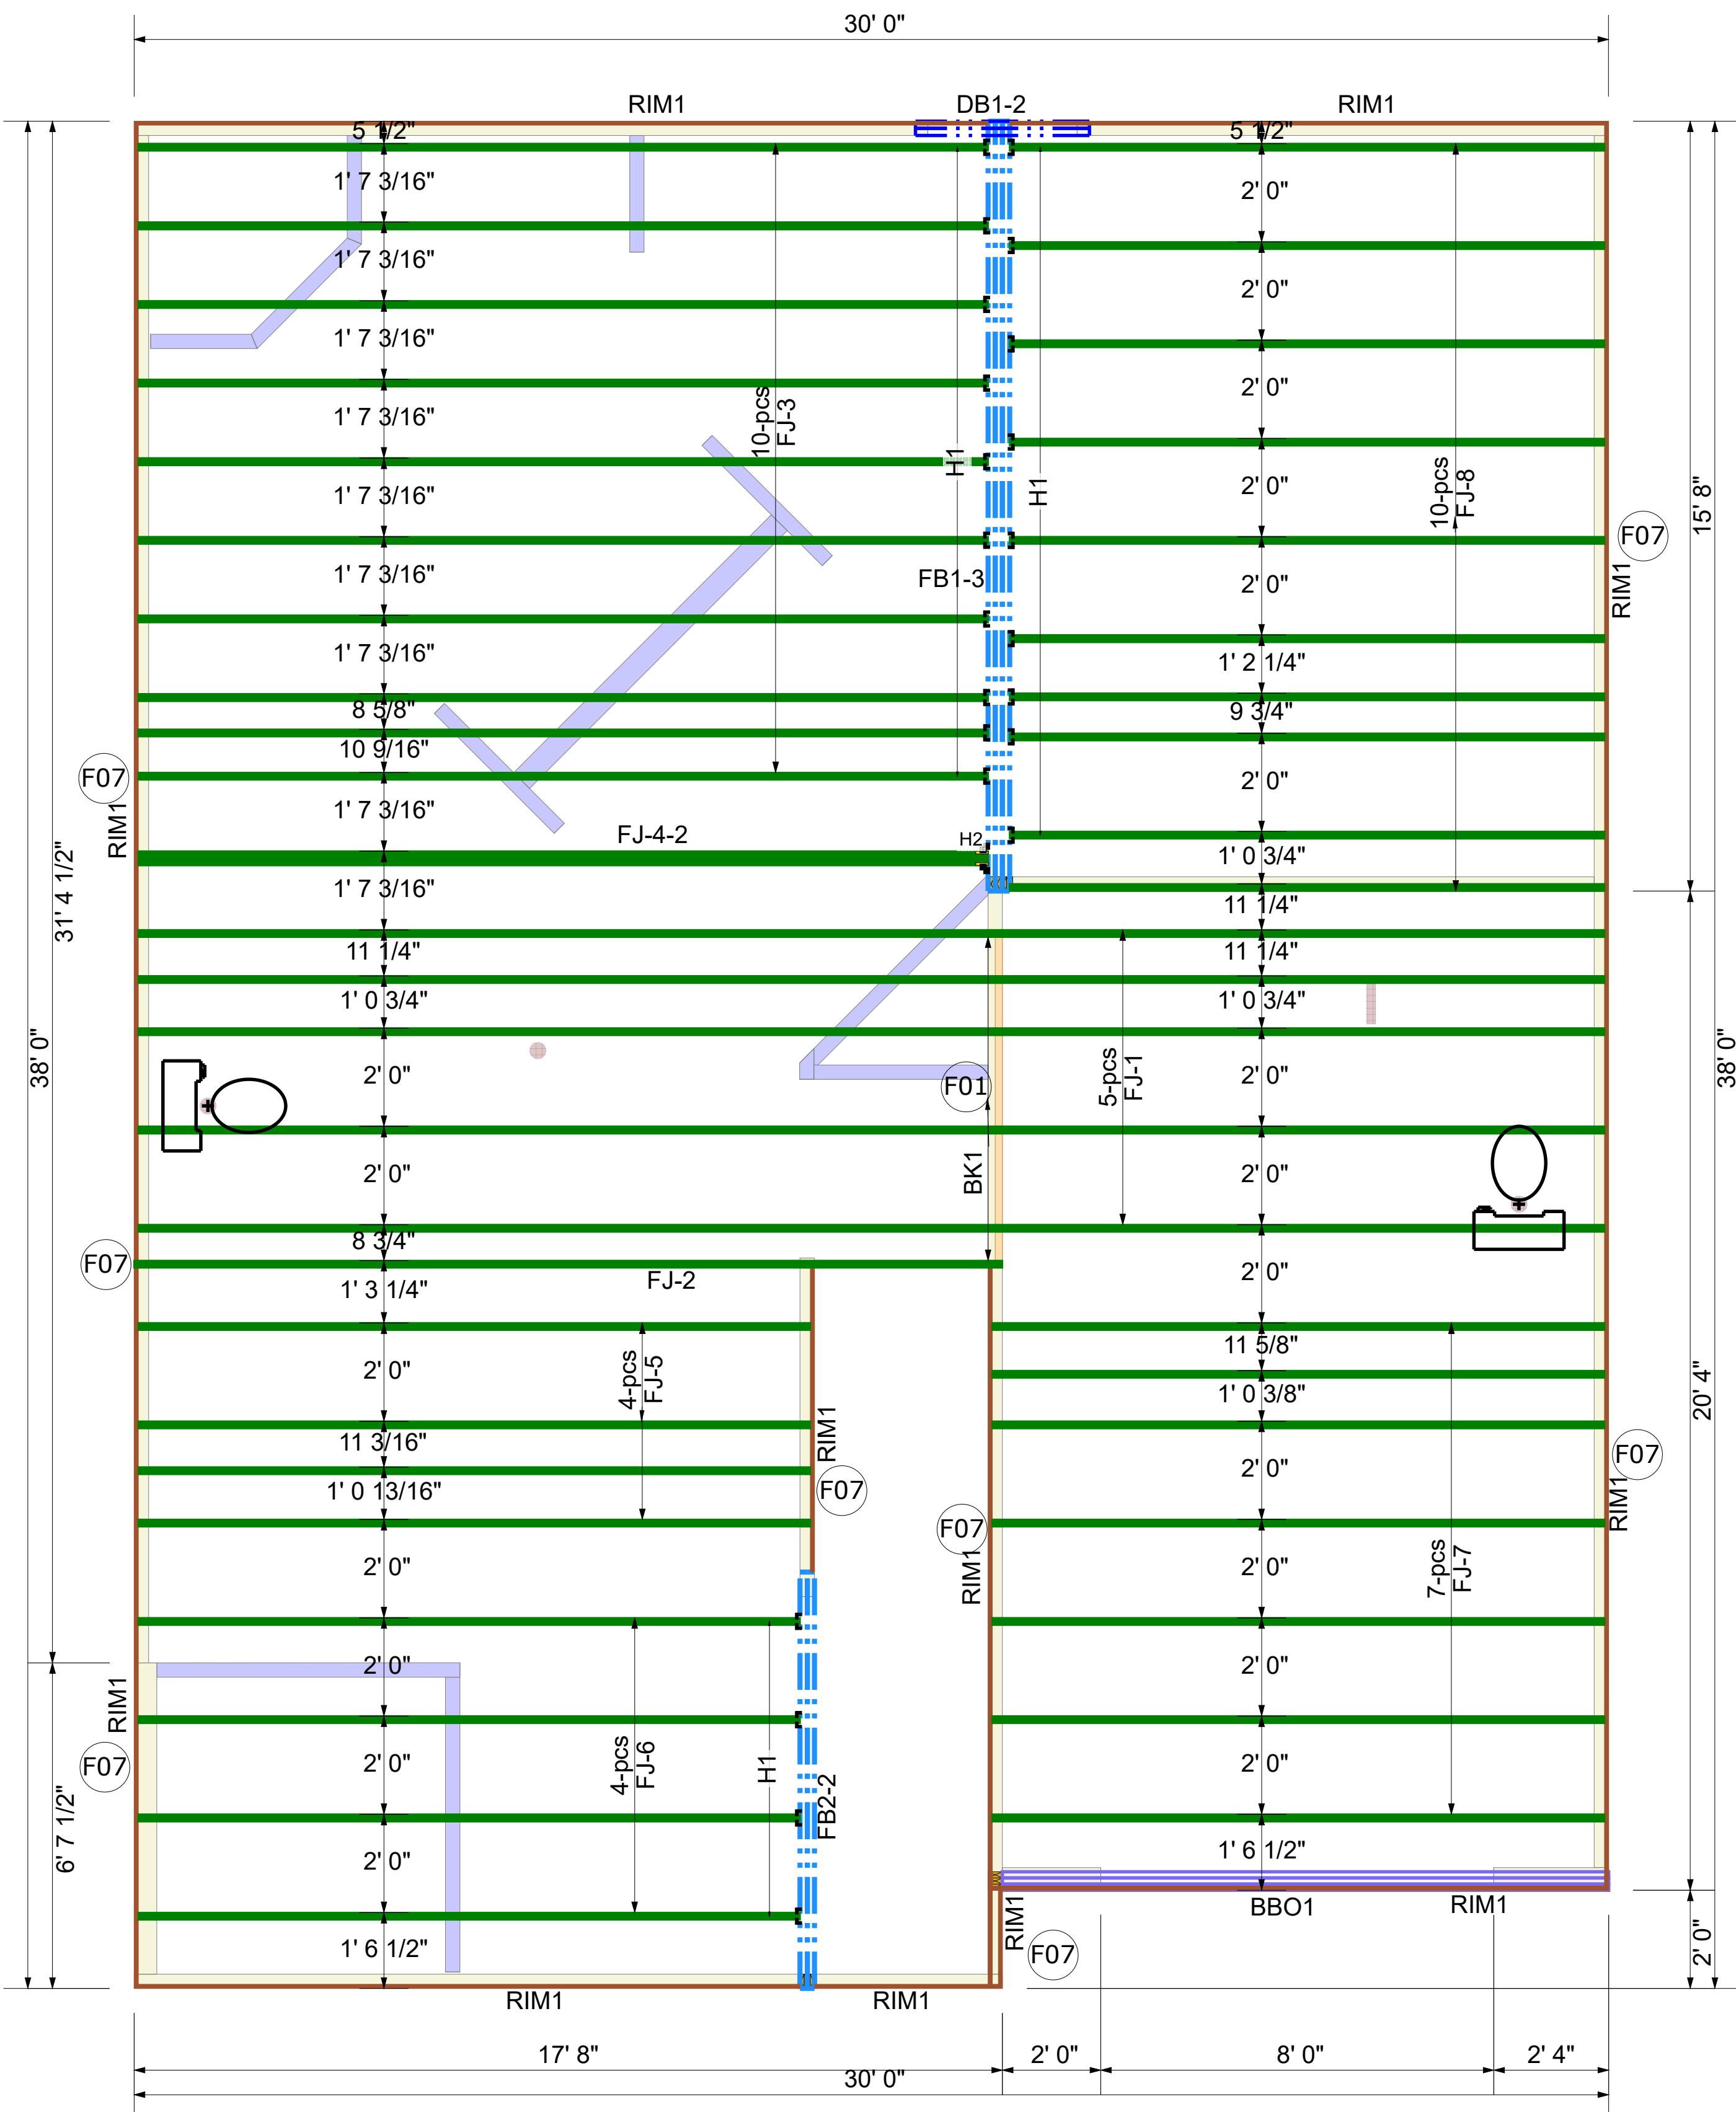 30' 0"
RIM1
DB1-2
RIM1
5 1/2"
5 1/2"
1' 7 3/16"
2' 0"
1' 7 3/16"
2' 0"
1' 7 3/16"
2' 0"
1' 7 3/16"
10-pcs
FJ-3
H1
H1
10-pcs
FJ-8
2' 0"
1' 7 3/16"
15' 8"
F07
RIM1
1' 7 3/16"
FB1-3
2' 0"
1' 7 3/16"
1' 2 1/4"
8 5/8"
9 3/4"
10 9/16"
F07
RIM1
2' 0"
1' 7 3/16"
FJ-4-2
H2
1' 0 3/4"
31' 4 1/2"
1' 7 3/16"
11 1/4"
11 1/4"
11 1/4"
1' 0 3/4"
1' 0 3/4"
38' 0"
38' 0"
2' 0"
F01
5-pcs
FJ-1
2' 0"
BK1
2' 0"
2' 0"
8 3/4"
F07
FJ-2
2' 0"
1' 3 1/4"
11 5/8"
2' 0"
4-pcs
FJ-5
1' 0 3/8"
20' 4"
11 3/16"
RIM1
F07
1' 0 13/16"
F07
RIM1
2' 0"
F07
RIM1
2' 0"
7-pcs
FJ-7
2' 0"
2' 0"
2' 0"
RIM1
F07
2' 0"
4-pcs
FJ-6
H1
FB2-2
2' 0"
6' 7 1/2"
2' 0"
1' 6 1/2"
1' 6 1/2"
RIM1
F07
BBO1
RIM1
2' 0"
RIM1
RIM1
17' 8"
2' 0"
8' 0"
2' 4"
30' 0"